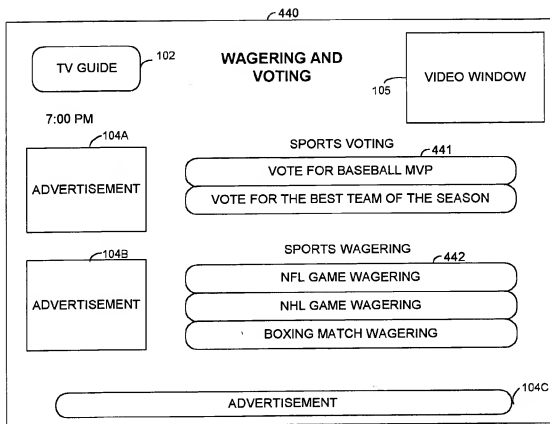 440
TV GUIDE
102
WAGERING AND
VOTING
105
VIDEO WINDOW
7:00 PM
104A
ADVERTISEMENT
SPORTS VOTING
441
VOTE FOR BASEBALL MVP
VOTE FOR THE BEST TEAM OF THE SEASON
104B
ADVERTISEMENT
SPORTS WAGERING
442
NFL GAME WAGERING
NHL GAME WAGERING
BOXING MATCH WAGERING
104C
ADVERTISEMENT